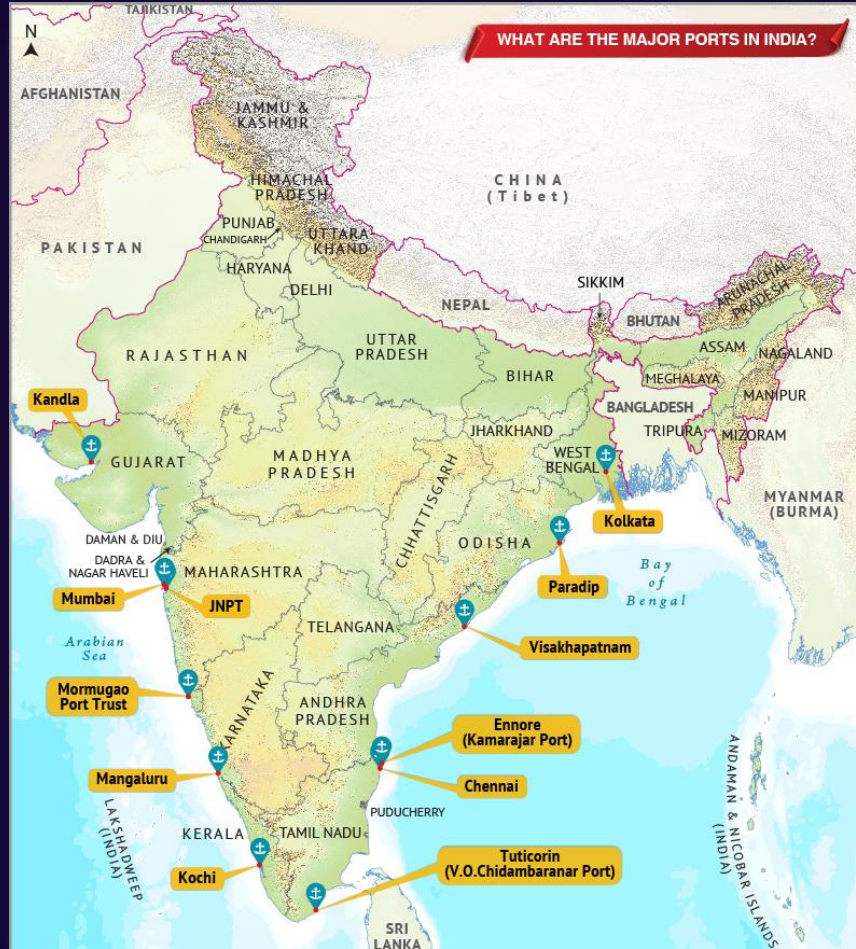 TAJIKISTAN
N
WHAT ARE THE MAJOR PORTS IN INDIA?
AFGHANISTAN
JAMMU &
KASHMIR
CHINA
(Tibet)
HIMACHAL
PRADESH
PUNJAB
CHANDIGARH
UTTARA
KHAND
PAKISTAN
HARYANA
DELHI
SIKKIM
ARUNACHAL
PRADESH
NEPAL
BHUTAN
RAJASTHAN
UTTAR
PRADESH
ASSAM
NAGALAND
BIHAR
MEGHALAYA
MANIPUR
Kandla
BANGLADESH
JHARKHAND
TRIPURA
MIZORAM
GUJARAT
MADHYA
PRADESH
WEST
BENGAL
CHHATTISGARH
MYANMAR
(BURMA)
Kolkata
DAMAN & DIU
ODISHA
DADRA &
NAGAR HAVELI
MAHARASHTRA
Paradip
Bay
of
Bengal
Mumbai
JNPT
TELANGANA
Visakhapatnam
Arabian
Sea
Mormugao
Port Trust
KARNATAKA
ANDHRA
PRADESH
Ennore
(Kamarajar Port)
Mangaluru
Chennai
LAKSHADWEEP
(INDIA)
PUDUCHERRY
ANDAMAN & NICOBAR ISLANDS
(INDIA)
KERALA
TAMIL NADU
Kochi
Tuticorin
(V.O.Chidambaranar Port)
SRI
LANKA